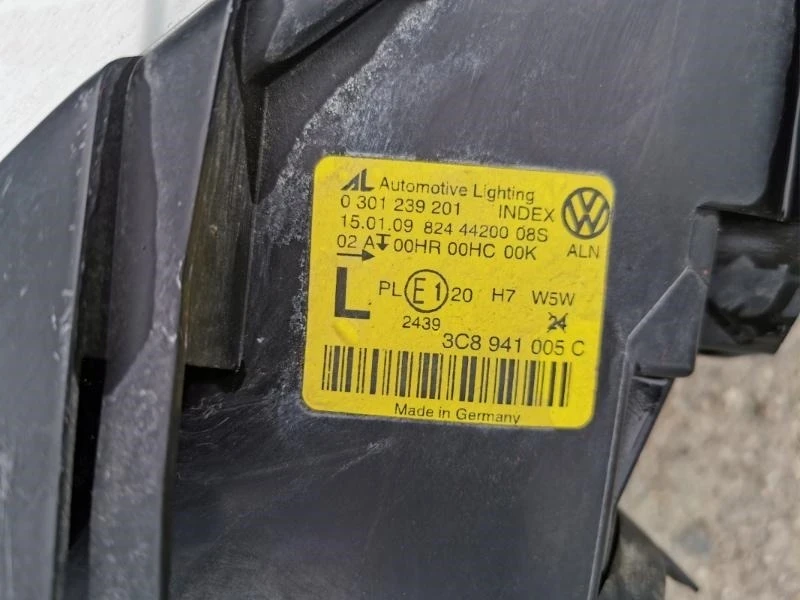 AL Automotive Lighting
0 301 239 201 INDEX
15.01.09 824 44200 08S
02 A 00HR 00HC 00K ALN
L PL E1 20 H7 W5W
2439 24
3C8 941 005 C
Made in Germany